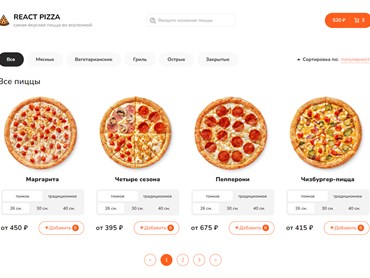 REACT PIZZA
самая вкусная пицца во вселенной
Введите название пиццы
520 ₽ 3
Все Мясные Вегетарианские Гриль Острые Закрытые
Сортировка по: популярности
Все пиццы
Маргарита Четыре сезона Пепперони Чизбургер-пицца
тонкое традиционное тонкое традиционное тонкое традиционное тонкое традиционное
26 см. 30 см. 40 см. 26 см. 30 см. 40 см. 26 см. 30 см. 40 см. 26 см. 30 см. 40 см.
от 450 ₽ + Добавить 0 от 395 ₽ + Добавить 0 от 675 ₽ + Добавить 0 от 415 ₽ + Добавить 0
< 1 2 3 >